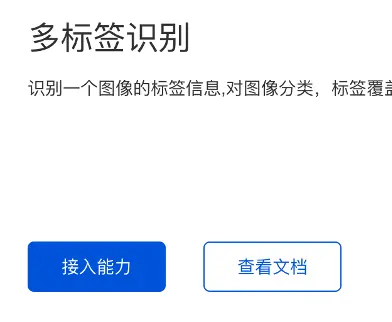 多标签识别
识别一个图像的标签信息,对图像分类，标签覆盖
接入能力
查看文档